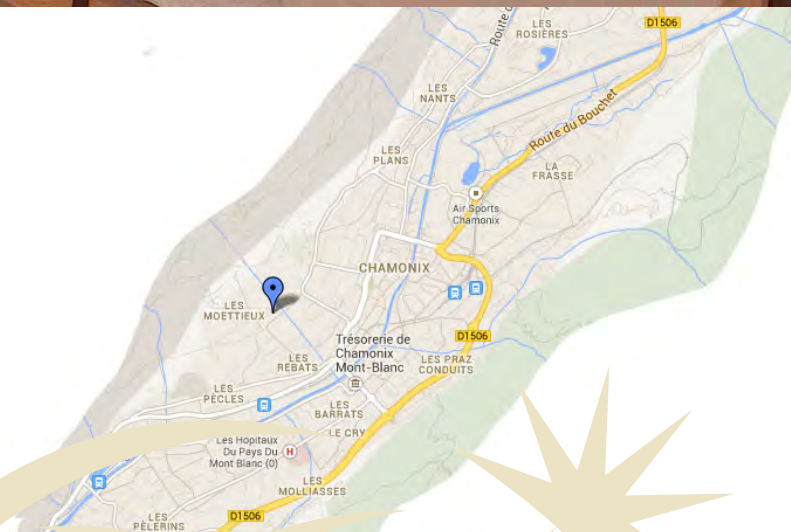 LES
ROSIÈRES
D1506
Route d
LES
NANTS
Route du Bouchet
LES
PLANS
LA
FRASSE
Air Sports
Chamonix
CHAMONIX
LES
MOETTIEUX
D1506
Trésorerie de
Chamonix
Mont-Blanc
LES
REBATS
LES PRAZ
CONDUITS
LES
PÈCLES
LES
BARRATS
LE CRY
Les Hopitaux
Du Pays Du
Mont Blanc (0)
H
LES
MOLLIASSES
D1506
LES
PÈLERINS